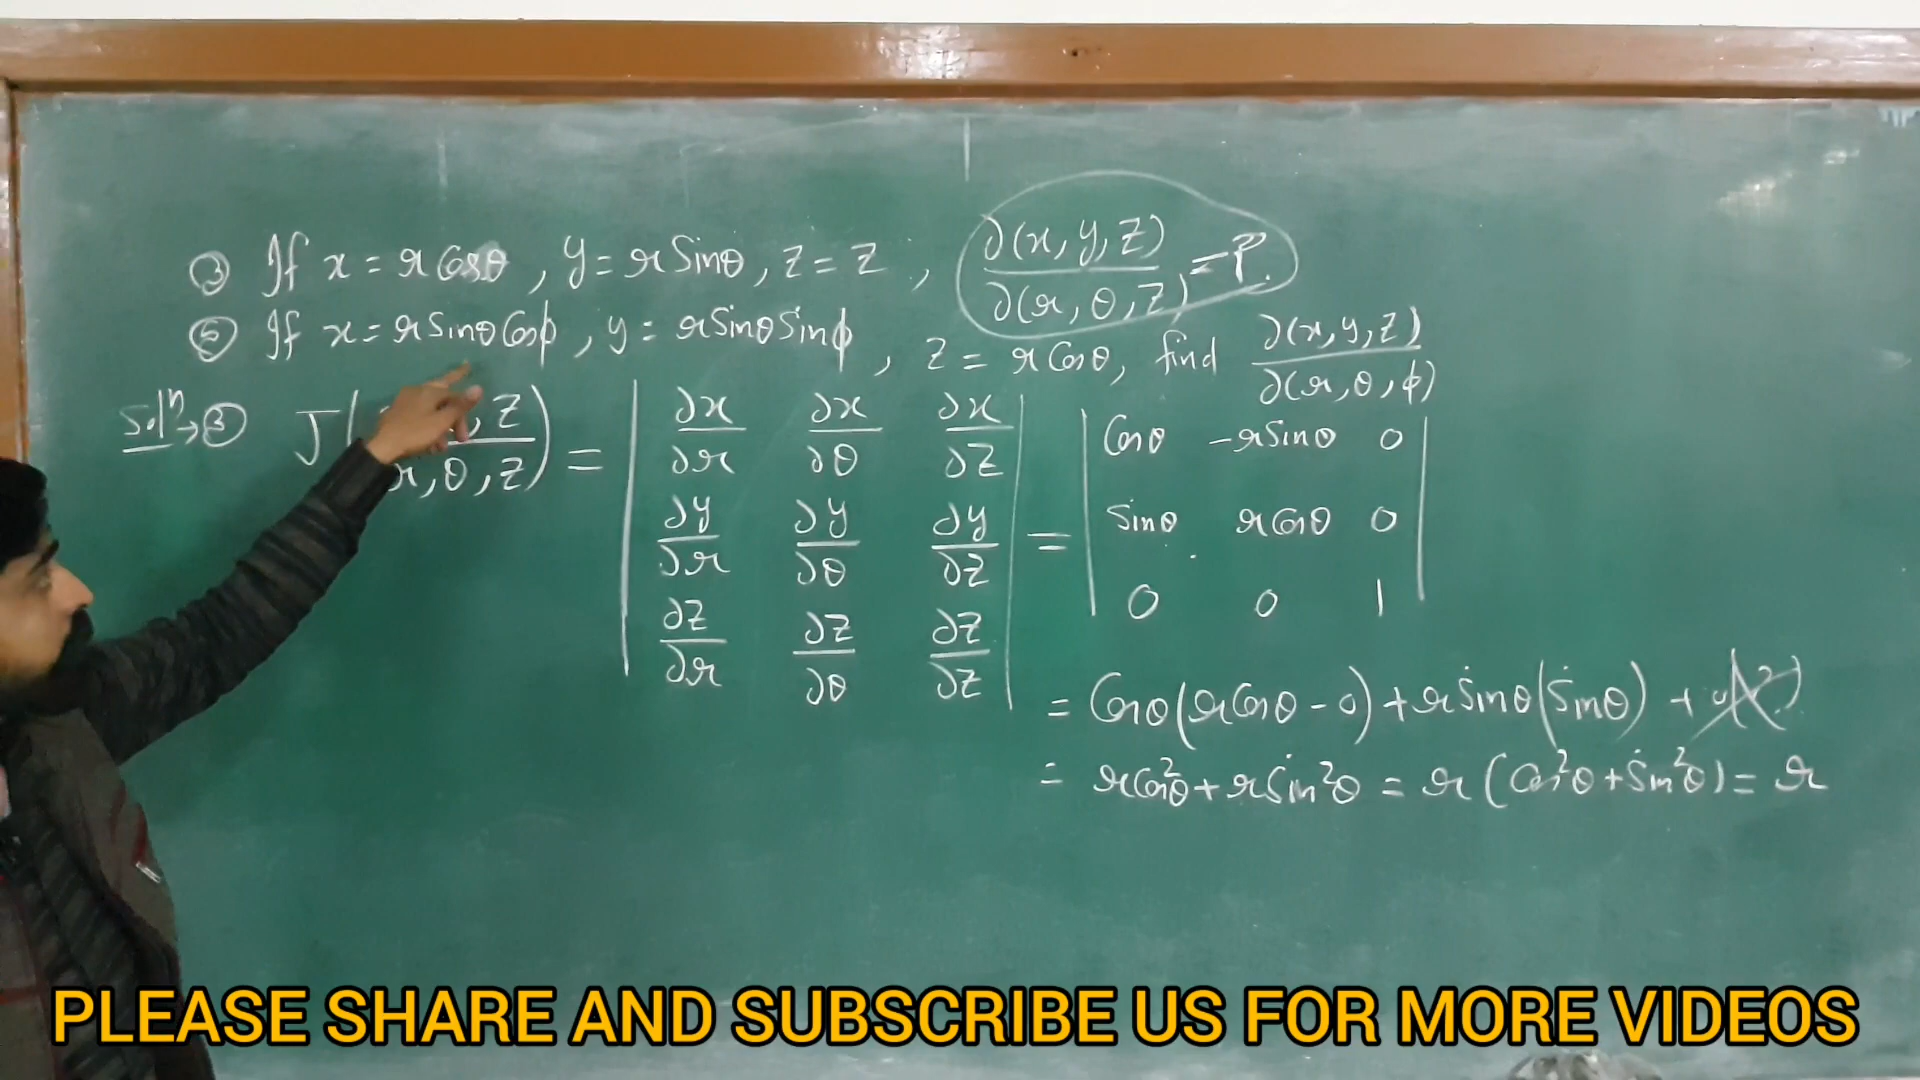 ③ If x = r Cosθ , y = r Sinθ , z = z , ∂(x, y, z) / ∂(r, θ, z) = ?
⑤ If x = r Sinθ Cosϕ , y = r Sinθ Sinϕ , z = r Cosθ, find ∂(x, y, z) / ∂(r, θ, ϕ)
Solⁿ → ③ J( , z / r, θ, z) = | ∂x/∂r ∂x/∂θ ∂x/∂z | = | Cosθ −r Sinθ 0 |
| ∂y/∂r ∂y/∂θ ∂y/∂z | | Sinθ r Cosθ 0 |
| ∂z/∂r ∂z/∂θ ∂z/∂z | | 0 0 1 |
= Cosθ(r Cosθ − 0) + r Sinθ(Sinθ) +
= r Cos²θ + r Sin²θ = r (Cos²θ + Sin²θ) = r
PLEASE SHARE AND SUBSCRIBE US FOR MORE VIDEOS